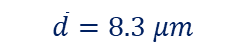 d̄ = 8.3 μm